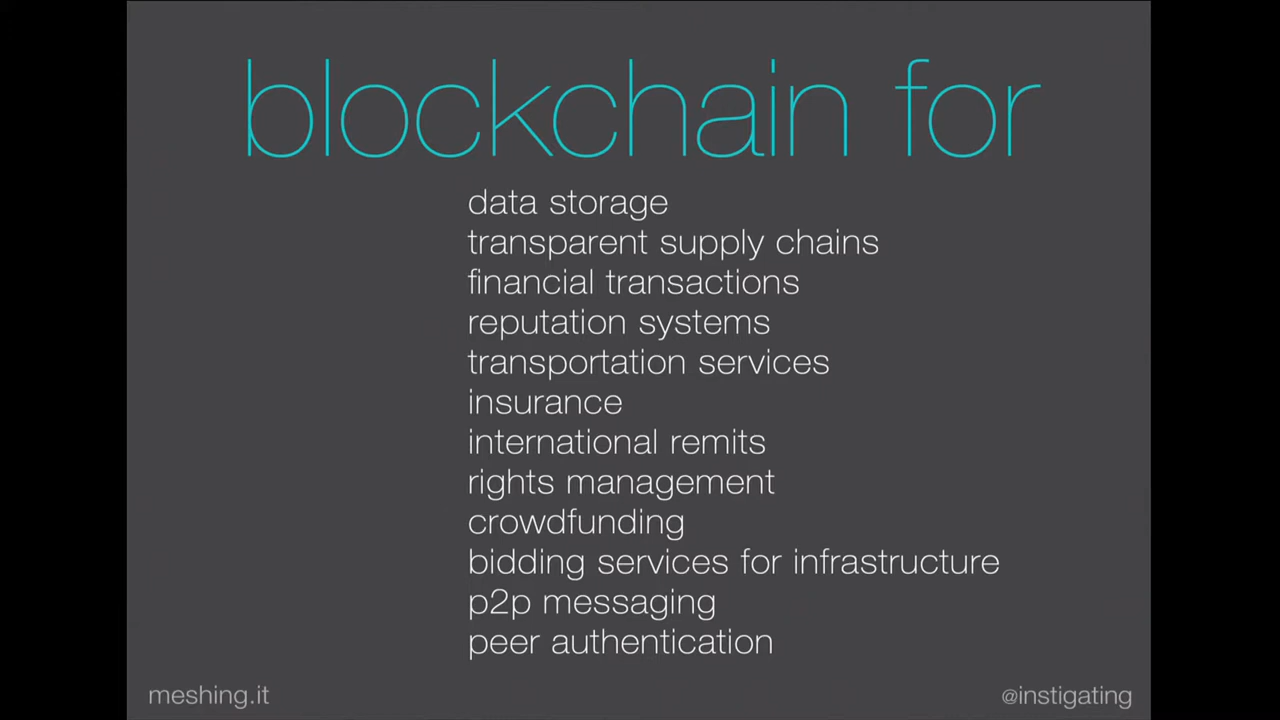 blockchain for
data storage
transparent supply chains
financial transactions
reputation systems
transportation services
insurance
international remits
rights management
crowdfunding
bidding services for infrastructure
p2p messaging
peer authentication
meshing.it
@instigating